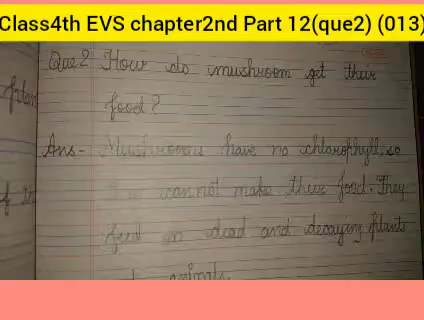 Class4th EVS chapter2nd Part 12(que2) (013)
Que2 How do mushroom get their
food?
Ans- Mushrooms have no chlorophyll, so
cannot make their food. They
feed on dead and decaying plants
animals.